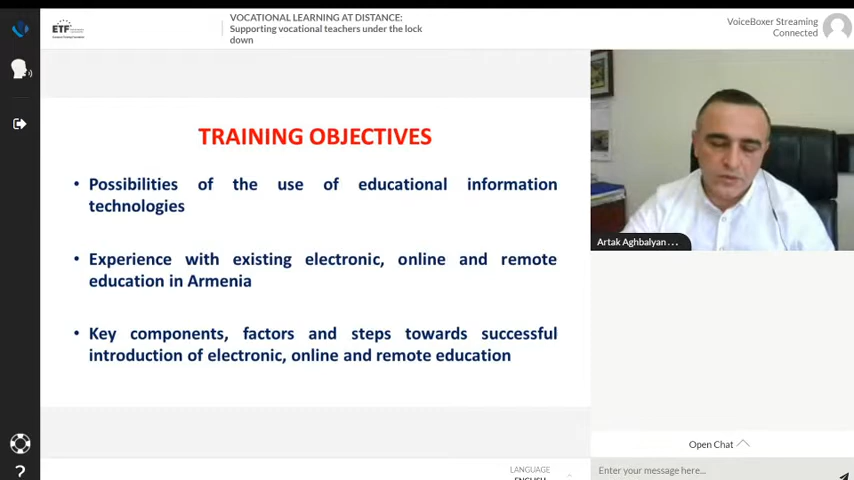 ETF
VOCATIONAL LEARNING AT DISTANCE:
Supporting vocational teachers under the lock
down
VoiceBoxer Streaming
Connected
TRAINING OBJECTIVES
• Possibilities of the use of educational information
technologies
• Experience with existing electronic, online and remote
education in Armenia
• Key components, factors and steps towards successful
introduction of electronic, online and remote education
Artak Aghbalyan ...
Open Chat
Enter your message here...
LANGUAGE
ENGLISH
?